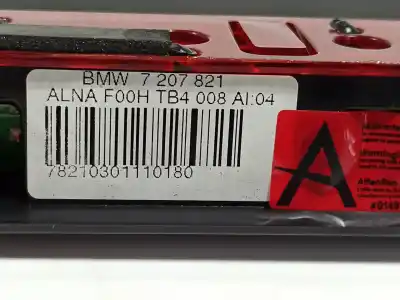 BMW 7 207 821
ALNA F00H TB4 008 AI:04
78210301110180
A